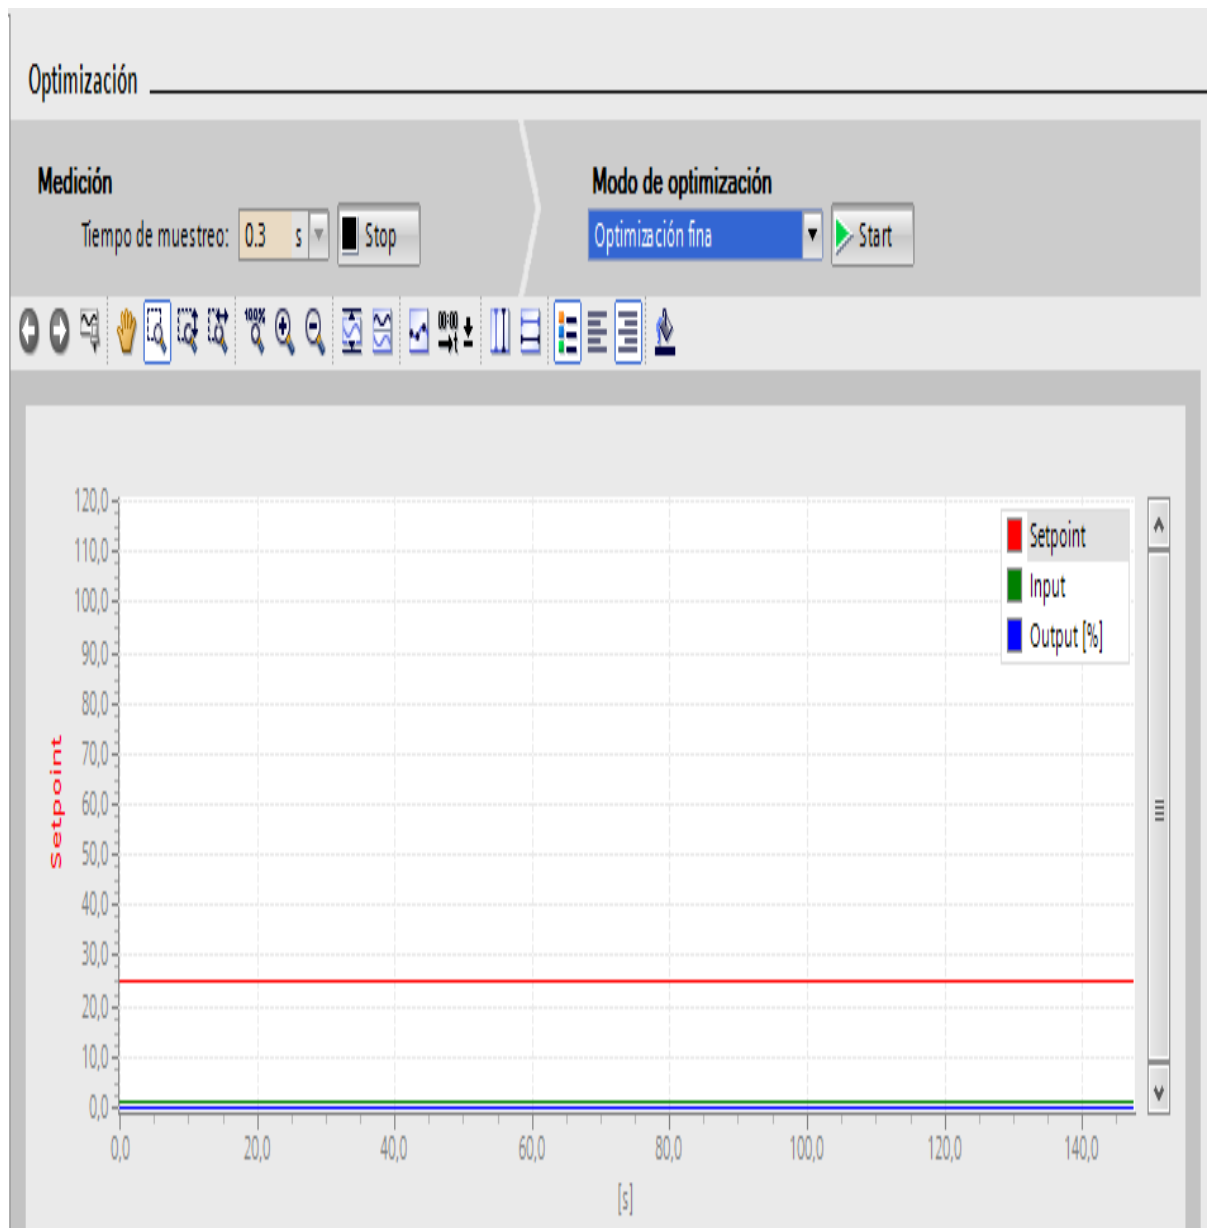 Optimización
Medición
Tiempo de muestreo: 0.3 s Stop
Modo de optimización
Optimización fina Start
100%
00:00
→t
120,0
110,0
100,0
90,0
80,0
70,0
60,0
50,0
40,0
30,0
20,0
10,0
0,0
Setpoint
Setpoint
Input
Output [%]
0,0 20,0 40,0 60,0 80,0 100,0 120,0 140,0
[s]